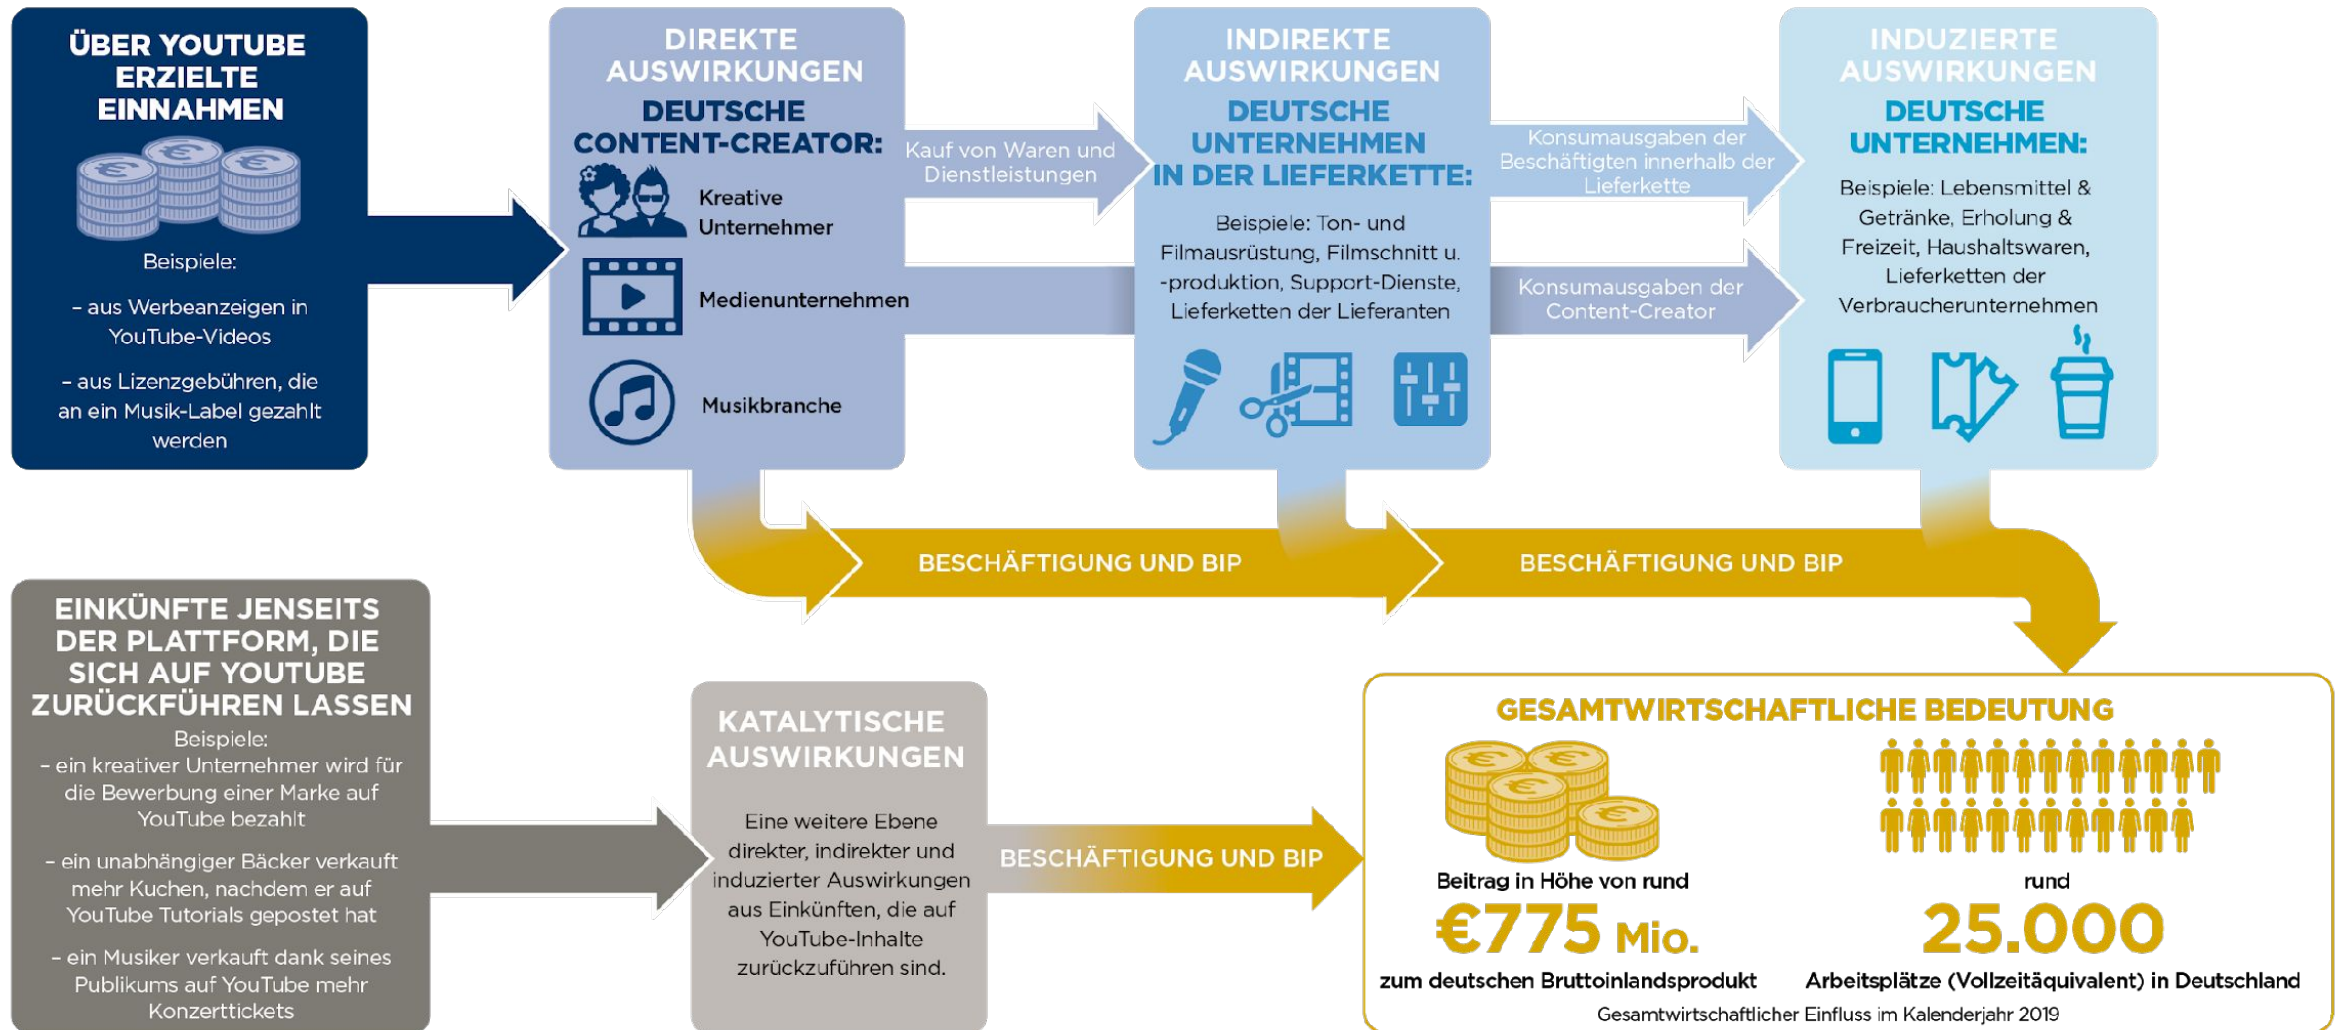 ÜBER YOUTUBE
ERZIELTE
EINNAHMEN
Beispiele:
– aus Werbeanzeigen in
YouTube-Videos
– aus Lizenzgebühren, die
an ein Musik-Label gezahlt
werden
DIREKTE
AUSWIRKUNGEN
DEUTSCHE
CONTENT-CREATOR:
Kreative
Unternehmer
Medienunternehmen
Musikbranche
Kauf von Waren und
Dienstleistungen
INDIREKTE
AUSWIRKUNGEN
DEUTSCHE
UNTERNEHMEN
IN DER LIEFERKETTE:
Beispiele: Ton- und
Filmausrüstung, Filmschnitt u.
-produktion, Support-Dienste,
Lieferketten der Lieferanten
Konsumausgaben der
Beschäftigten innerhalb der
Lieferkette
Konsumausgaben der
Content-Creator
INDUZIERTE
AUSWIRKUNGEN
DEUTSCHE
UNTERNEHMEN:
Beispiele: Lebensmittel &
Getränke, Erholung &
Freizeit, Haushaltswaren,
Lieferketten der
Verbraucherunternehmen
BESCHÄFTIGUNG UND BIP
BESCHÄFTIGUNG UND BIP
EINKÜNFTE JENSEITS
DER PLATTFORM, DIE
SICH AUF YOUTUBE
ZURÜCKFÜHREN LASSEN
Beispiele:
– ein kreativer Unternehmer wird für
die Bewerbung einer Marke auf
YouTube bezahlt
– ein unabhängiger Bäcker verkauft
mehr Kuchen, nachdem er auf
YouTube Tutorials gepostet hat
– ein Musiker verkauft dank seines
Publikums auf YouTube mehr
Konzerttickets
KATALYTISCHE
AUSWIRKUNGEN
Eine weitere Ebene
direkter, indirekter und
induzierter Auswirkungen
aus Einkünften, die auf
YouTube-Inhalte
zurückzuführen sind.
BESCHÄFTIGUNG UND BIP
GESAMTWIRTSCHAFTLICHE BEDEUTUNG
Beitrag in Höhe von rund
€775 Mio.
zum deutschen Bruttoinlandsprodukt
rund
25.000
Arbeitsplätze (Vollzeitäquivalent) in Deutschland
Gesamtwirtschaftlicher Einfluss im Kalenderjahr 2019